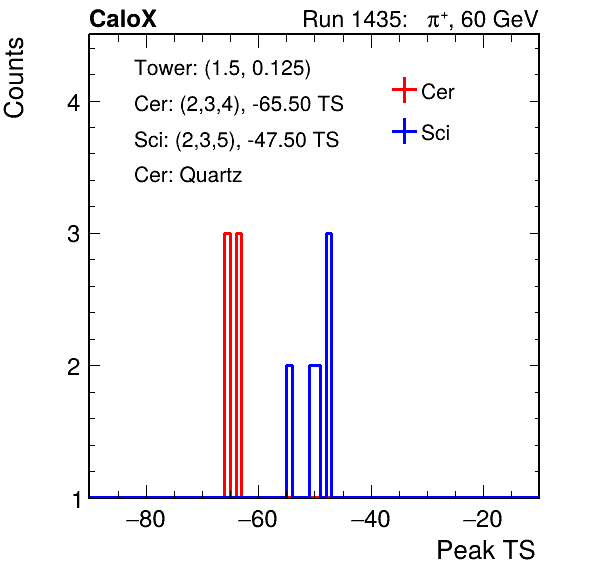 CaloX Run 1435: π+, 60 GeV
Counts
Tower: (1.5, 0.125)
Cer: (2,3,4), -65.50 TS
Sci: (2,3,5), -47.50 TS
Cer: Quartz
Cer
Sci
4
3
2
1
−80 −60 −40 −20
Peak TS